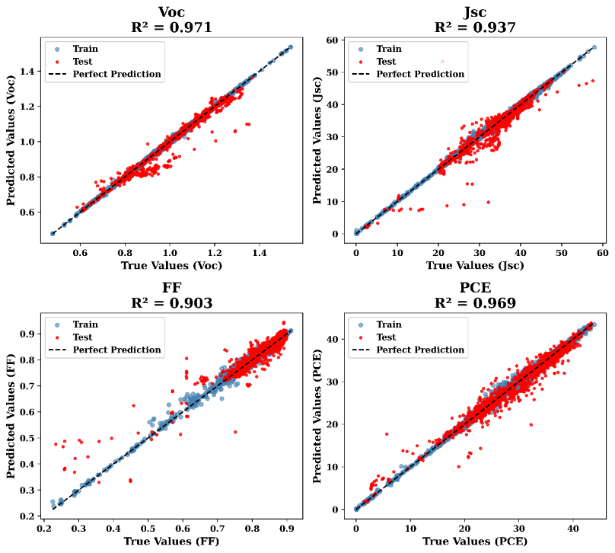 Voc
R² = 0.971
Predicted Values (Voc)
1.4
1.2
1.0
0.8
0.6
Train
Test
Perfect Prediction
0.6 0.8 1.0 1.2 1.4
True Values (Voc)
Jsc
R² = 0.937
Predicted Values (Jsc)
60
50
40
30
20
10
0
Train
Test
Perfect Prediction
0 10 20 30 40 50 60
True Values (Jsc)
FF
R² = 0.903
Predicted Values (FF)
0.9
0.8
0.7
0.6
0.5
0.4
0.3
0.2
Train
Test
Perfect Prediction
0.2 0.3 0.4 0.5 0.6 0.7 0.8 0.9
True Values (FF)
PCE
R² = 0.969
Predicted Values (PCE)
40
30
20
10
0
Train
Test
Perfect Prediction
0 10 20 30 40
True Values (PCE)